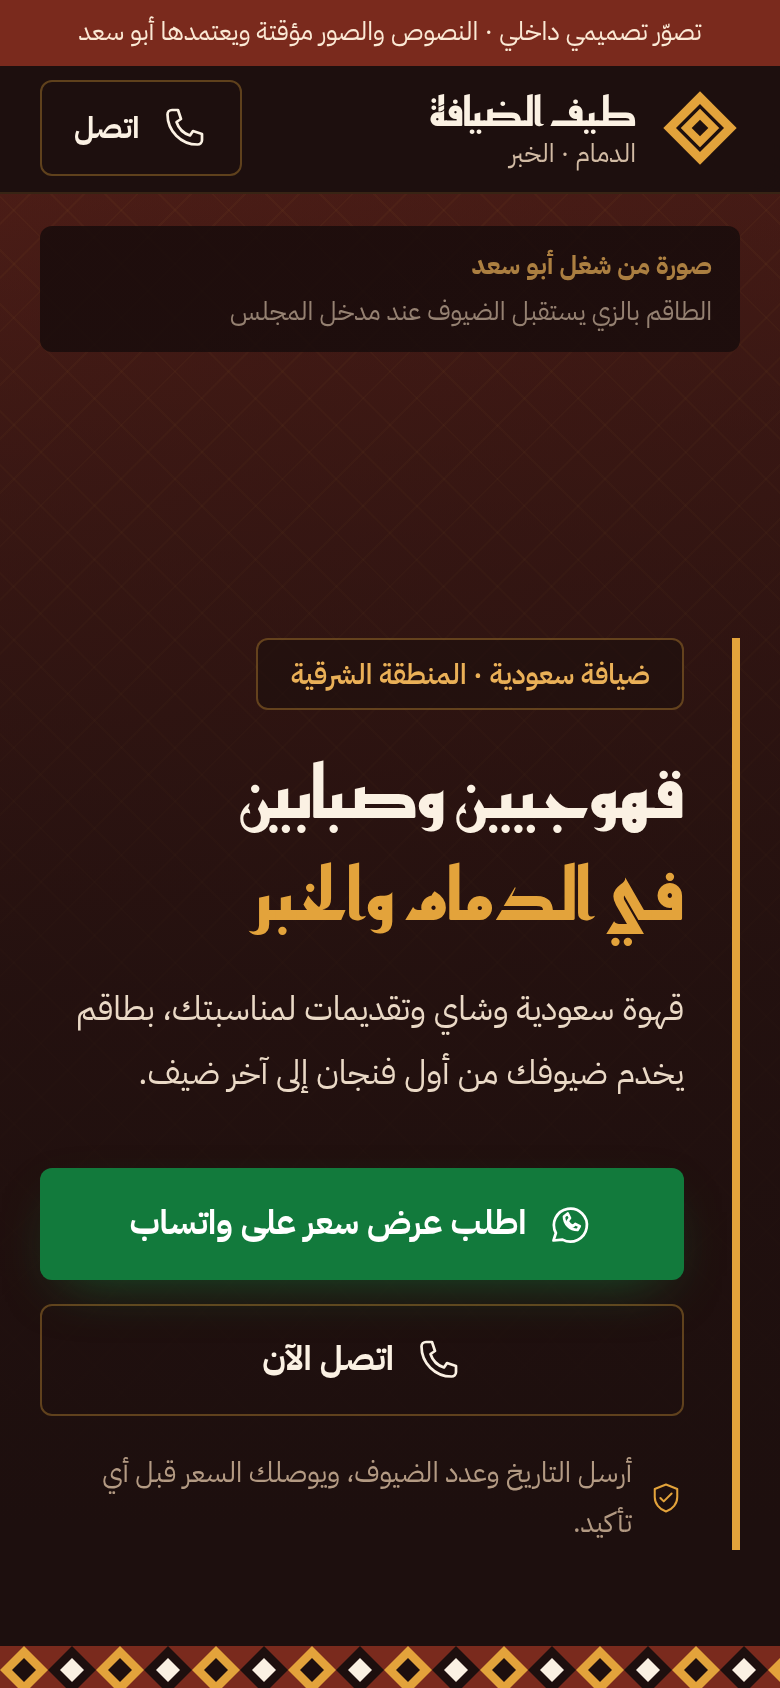 تصوّر تصميمي داخلي · النصوص والصور مؤقتة ويعتمدها أبو سعد
طيف الضيافة
الدمام · الخبر
اتصل
صورة من شغل أبو سعد
الطاقم بالزي يستقبل الضيوف عند مدخل المجلس
ضيافة سعودية · المنطقة الشرقية
قهوجيين وصبابين
في الدمام والخبر
قهوة سعودية وشاي وتقديمات لمناسبتك، بطاقم
يخدم ضيوفك من أول فنجان إلى آخر ضيف.
اطلب عرض سعر على واتساب
اتصل الآن
أرسل التاريخ وعدد الضيوف، ويوصلك السعر قبل أي
تأكيد.